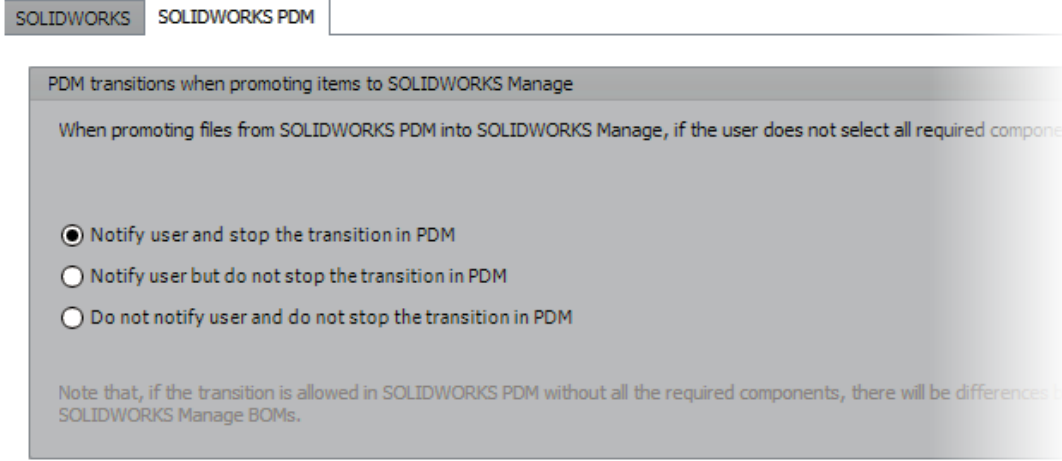 SOLIDWORKS
SOLIDWORKS PDM
PDM transitions when promoting items to SOLIDWORKS Manage
When promoting files from SOLIDWORKS PDM into SOLIDWORKS Manage, if the user does not select all required compone
Notify user and stop the transition in PDM
Notify user but do not stop the transition in PDM
Do not notify user and do not stop the transition in PDM
Note that, if the transition is allowed in SOLIDWORKS PDM without all the required components, there will be differences
SOLIDWORKS Manage BOMs.